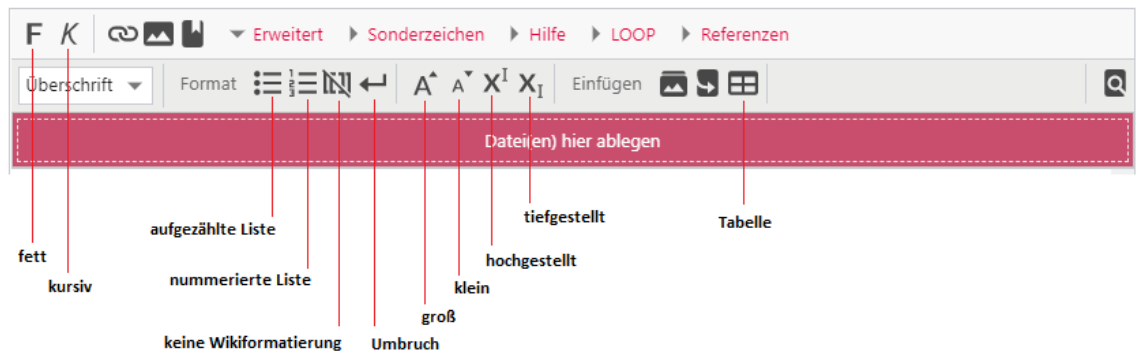 F K Erweitert Sonderzeichen Hilfe LOOP Referenzen
Überschrift Format A A X^I X_I Einfügen
Datei(en) hier ablegen
tiefgestellt
Tabelle
aufgezählte Liste
fett
hochgestellt
nummerierte Liste
kursiv
klein
groß
keine Wikiformatierung
Umbruch